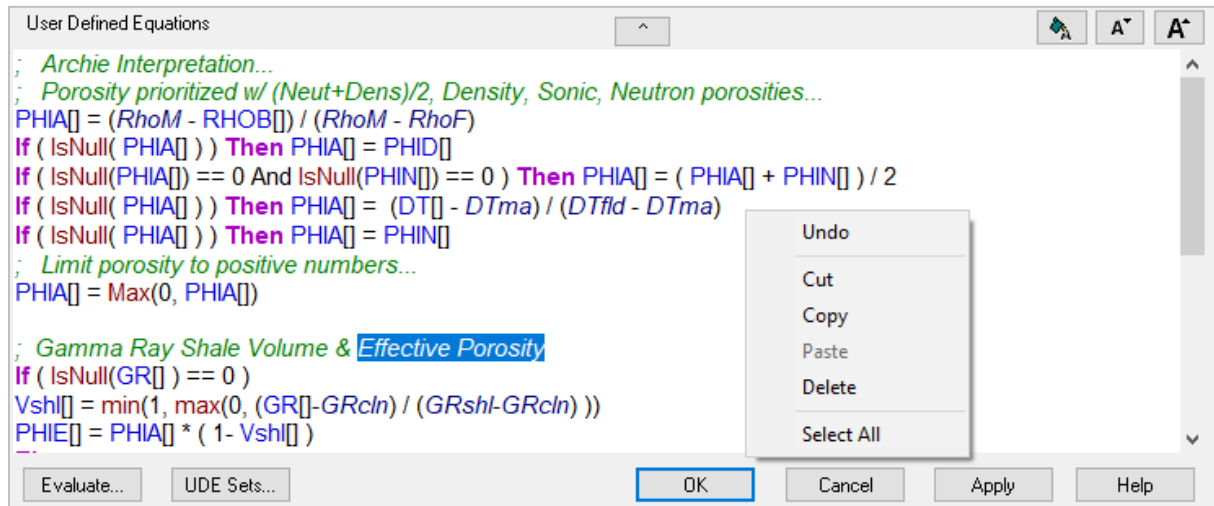 User Defined Equations
^
A
A
A
; Archie Interpretation...
; Porosity prioritized w/ (Neut+Dens)/2, Density, Sonic, Neutron porosities...
PHIA[] = (RhoM - RHOB[]) / (RhoM - RhoF)
If ( IsNull( PHIA[] ) ) Then PHIA[] = PHID[]
If ( IsNull(PHIA[]) == 0 And IsNull(PHIN[]) == 0 ) Then PHIA[] = ( PHIA[] + PHIN[] ) / 2
If ( IsNull( PHIA[] ) ) Then PHIA[] = (DT[] - DTma) / (DTfld - DTma)
If ( IsNull( PHIA[] ) ) Then PHIA[] = PHIN[]
; Limit porosity to positive numbers...
PHIA[] = Max(0, PHIA[])
; Gamma Ray Shale Volume & Effective Porosity
If ( IsNull(GR[] ) == 0 )
Vshl[] = min(1, max(0, (GR[]-GRcln) / (GRshl-GRcln) ))
PHIE[] = PHIA[] * ( 1- Vshl[] )
Undo
Cut
Copy
Paste
Delete
Select All
Evaluate...
UDE Sets...
OK
Cancel
Apply
Help